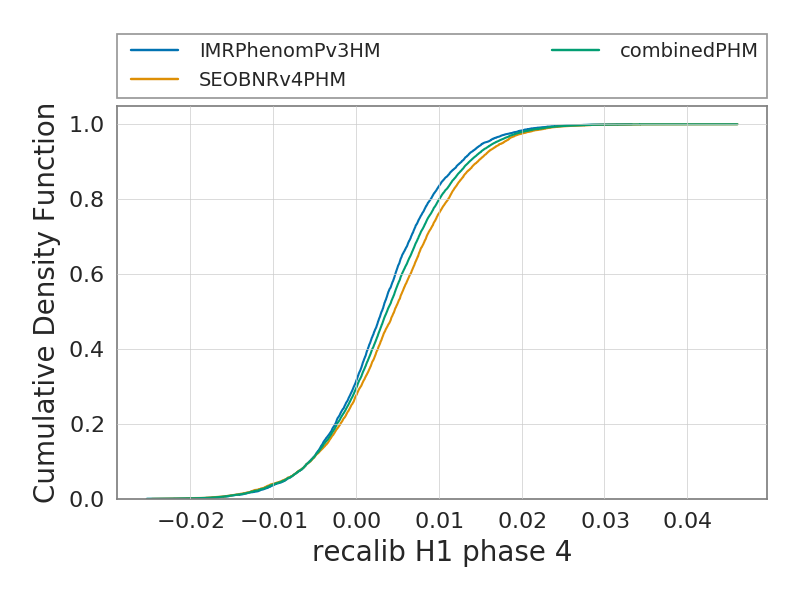 IMRPhenomPv3HM
SEOBNRv4PHM
combinedPHM
Cumulative Density Function
1.0
0.8
0.6
0.4
0.2
0.0
−0.02 −0.01 0.00 0.01 0.02 0.03 0.04
recalib H1 phase 4